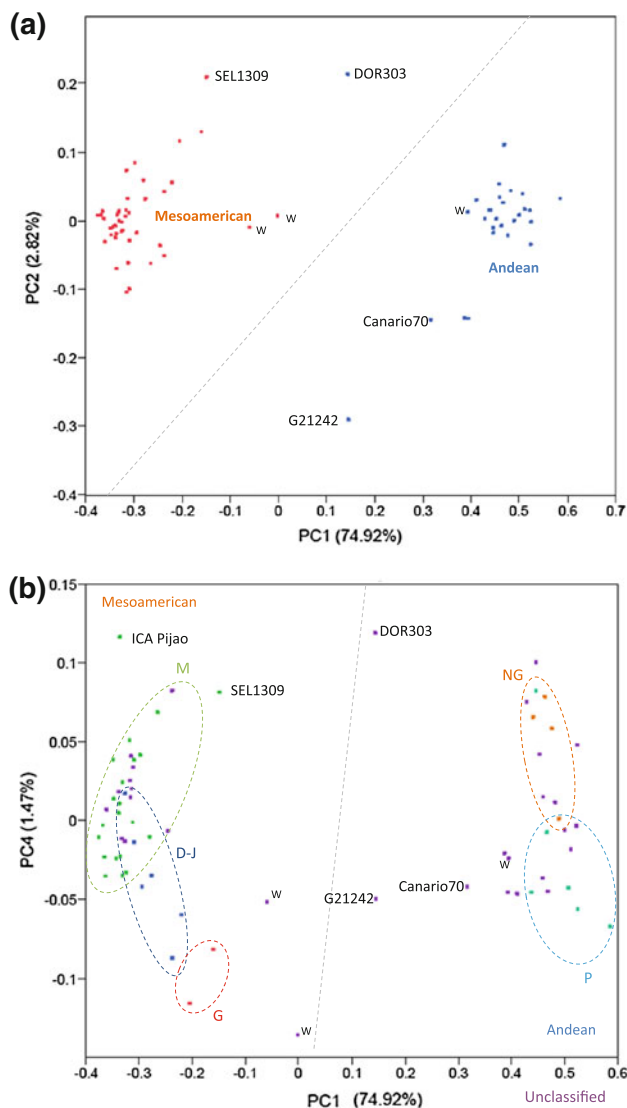 (a)
SEL1309
DOR303
0.2
0.1
0
-0.1
-0.2
-0.3
-0.4
PC2 (2.82%)
Mesoamerican
W
W
W
Andean
Canario70
G21242
-0.4 -0.3 -0.2 -0.1 0 0.1 0.2 0.3 0.4 0.5 0.6 0.7
PC1 (74.92%)
(b)
0.15
0.1
0.05
0
-0.05
-0.1
PC4 (1.47%)
Mesoamerican
ICA Pijao
M
SEL1309
DOR303
NG
D-J
W
G21242
Canario70
W
G
P
W
Andean
-0.4 -0.3 -0.2 -0.1 0 0.1 0.2 0.3 0.4 0.5 0.6
PC1 (74.92%)
Unclassified